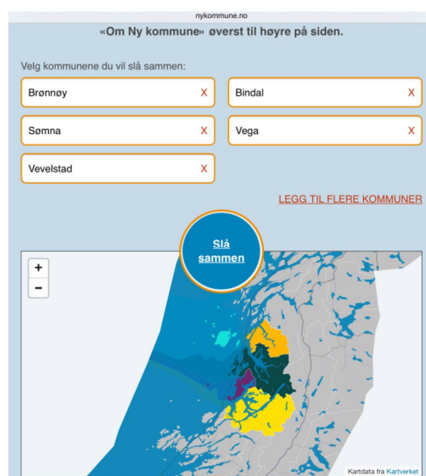 nykommune.no
«Om Ny kommune» øverst til høyre på siden.
Velg kommunene du vil slå sammen:
Brønnøy X
Bindal X
Sømna X
Vega X
Vevelstad X
LEGG TIL FLERE KOMMUNER
Slå
sammen
+
−
Kartdata fra Kartverket